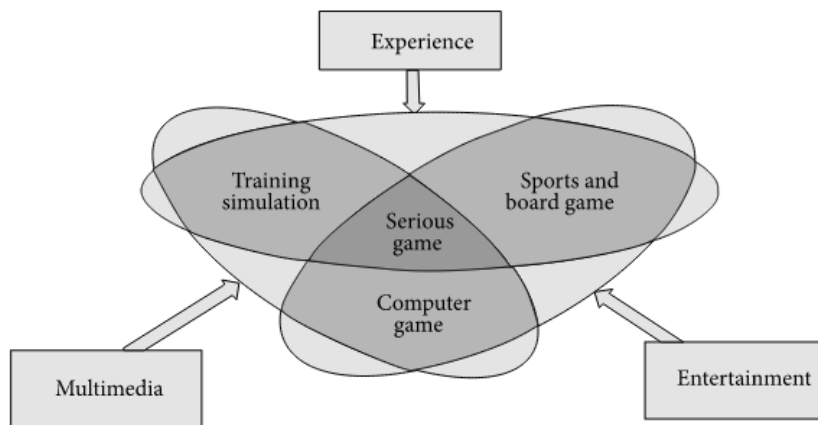 Experience
Training
simulation
Sports and
board game
Serious
game
Computer
game
Multimedia
Entertainment